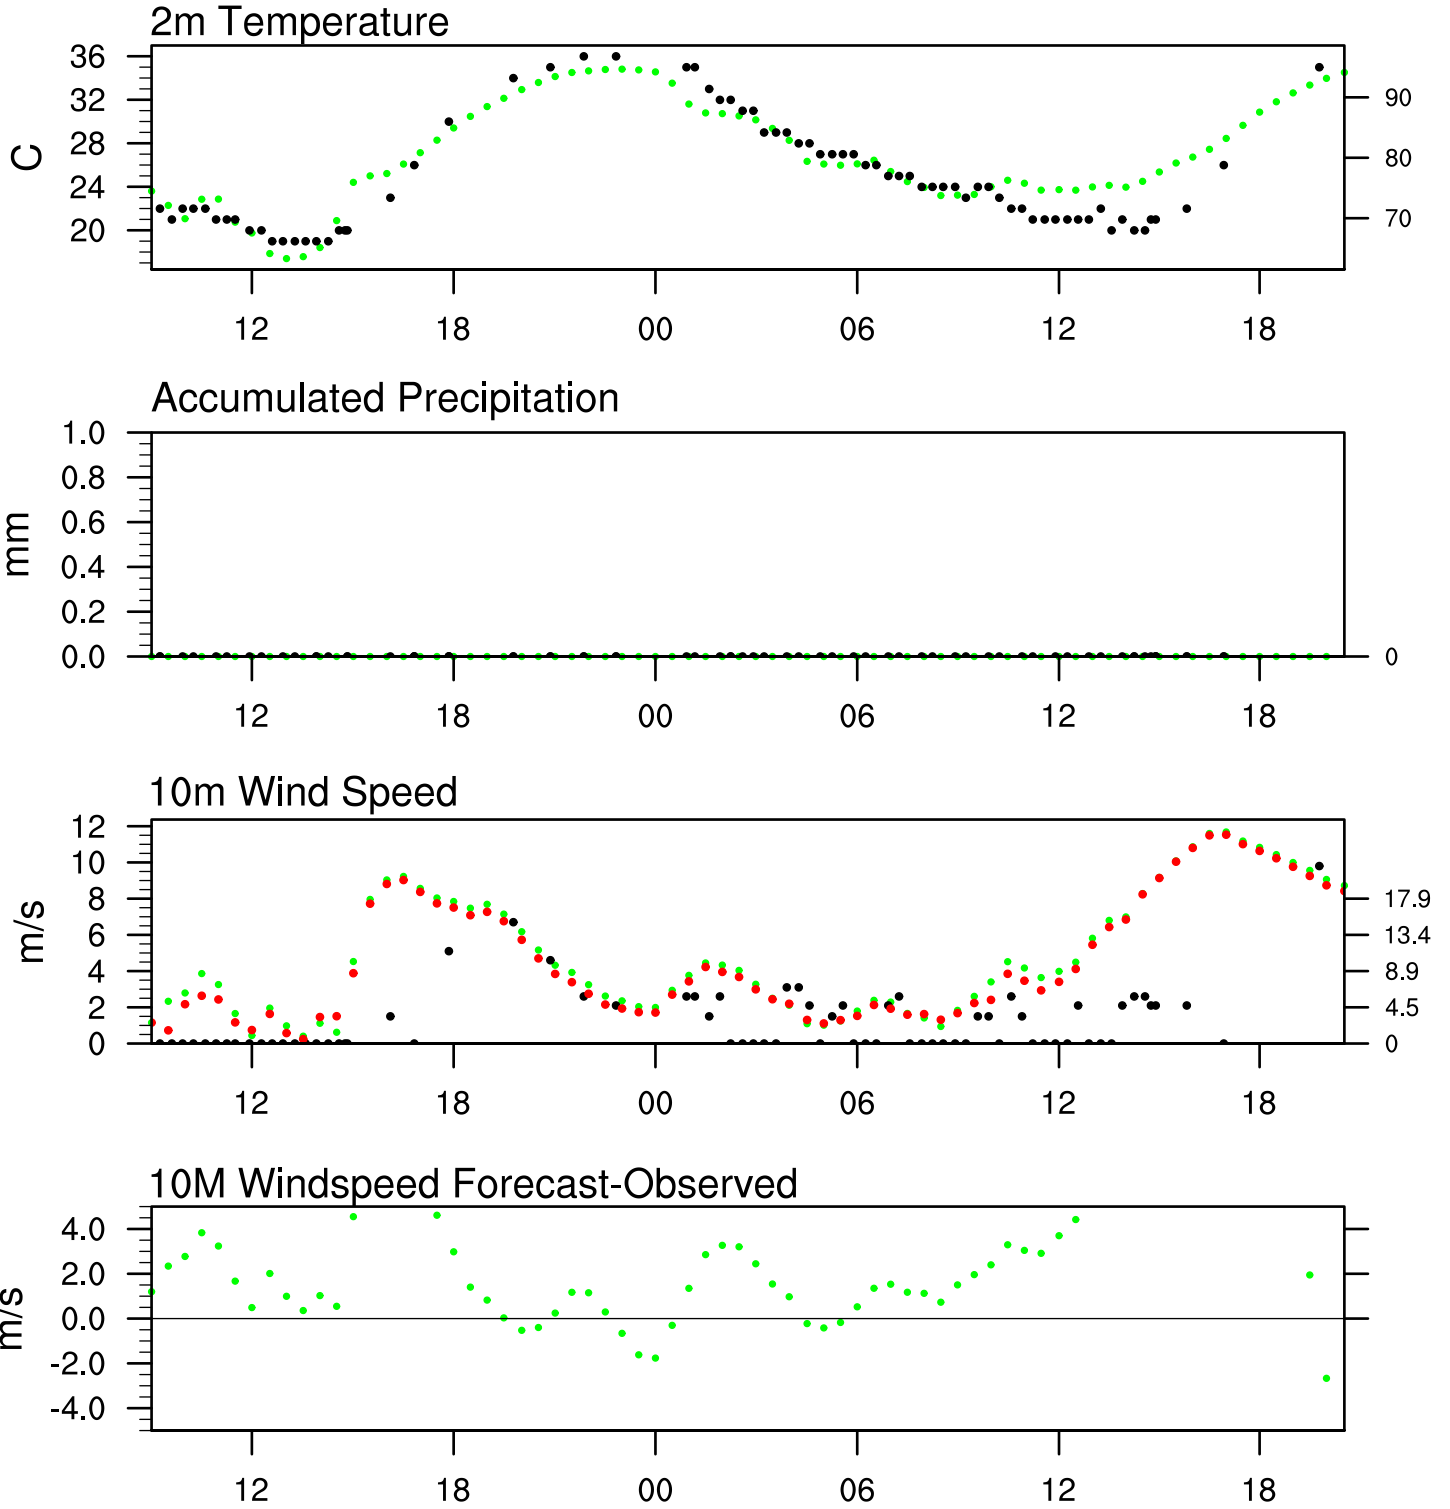 2m Temperature
36
32
28
24
20
C
90
80
70
12 18 00 06 12 18
Accumulated Precipitation
1.0
0.8
0.6
0.4
0.2
0.0
mm
0
12 18 00 06 12 18
10m Wind Speed
12
10
8
6
4
2
0
m/s
17.9
13.4
8.9
4.5
0
12 18 00 06 12 18
10M Windspeed Forecast-Observed
4.0
2.0
0.0
-2.0
-4.0
m/s
12 18 00 06 12 18